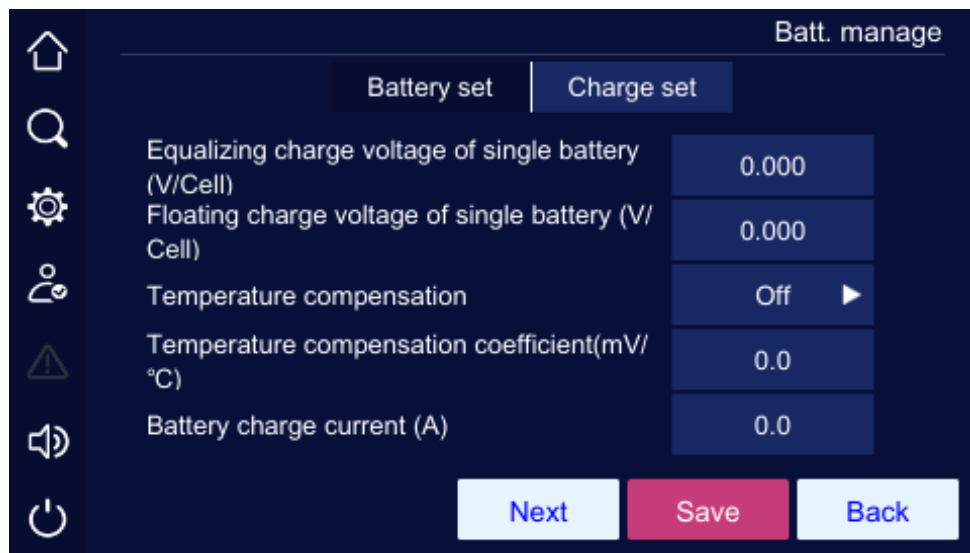 Batt. manage
Battery set
Charge set
Equalizing charge voltage of single battery
(V/Cell)
0.000
Floating charge voltage of single battery (V/
Cell)
0.000
Temperature compensation
Off
Temperature compensation coefficient(mV/
°C)
0.0
Battery charge current (A)
0.0
Next
Save
Back